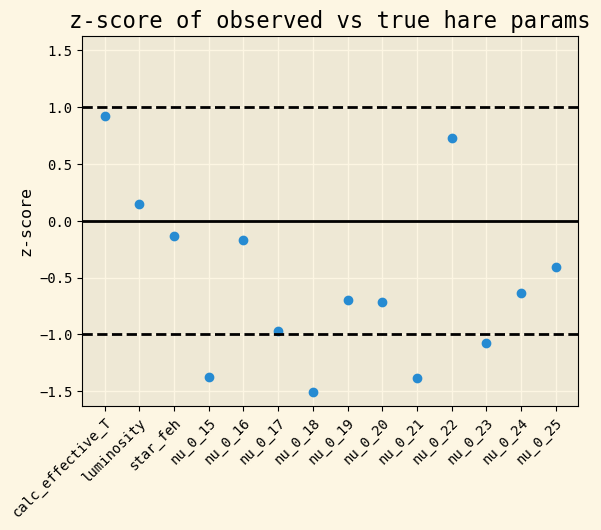 z-score of observed vs true hare params
z-score
1.5
1.0
0.5
0.0
−0.5
−1.0
−1.5
calc_effective_T
luminosity
star_feh
nu_0_15
nu_0_16
nu_0_17
nu_0_18
nu_0_19
nu_0_20
nu_0_21
nu_0_22
nu_0_23
nu_0_24
nu_0_25